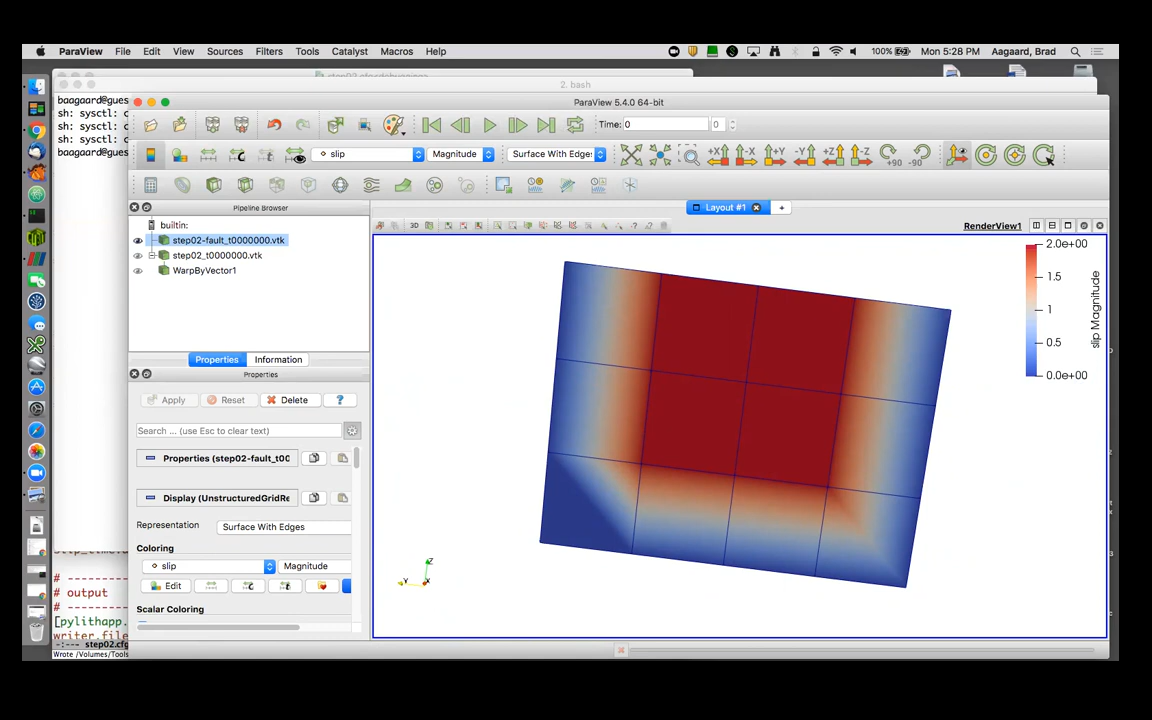 ParaView File Edit View Sources Filters Tools Catalyst Macros Help 100% Mon 5:28 PM Aagaard, Brad
2. bash
baagaard@gues
sh: sysctl: c
sh: sysctl: c
sh: sysctl: c
baagaard@gues
ParaView 5.4.0 64-bit
Time: 0 0
slip Magnitude Surface With Edges +X -X +Y -Y +Z -Z +90 -90
Pipeline Browser
Layout #1 +
builtin:
3D RenderView1
step02-fault_t0000000.vtk
step02_t0000000.vtk
WarpByVector1
2.0e+00
1.5
1
0.5
0.0e+00
slip Magnitude
Properties Information
Properties
Apply Reset Delete ?
Search ... (use Esc to clear text)
Properties (step02-fault_t00
Display (UnstructuredGridRe
Representation Surface With Edges
Coloring
slip Magnitude
Edit
Scalar Coloring
Z
Y X
# --------
# output
# --------
[pylithapp.
writer.file
-:--- step02.cfg
Wrote /Volumes/Tools